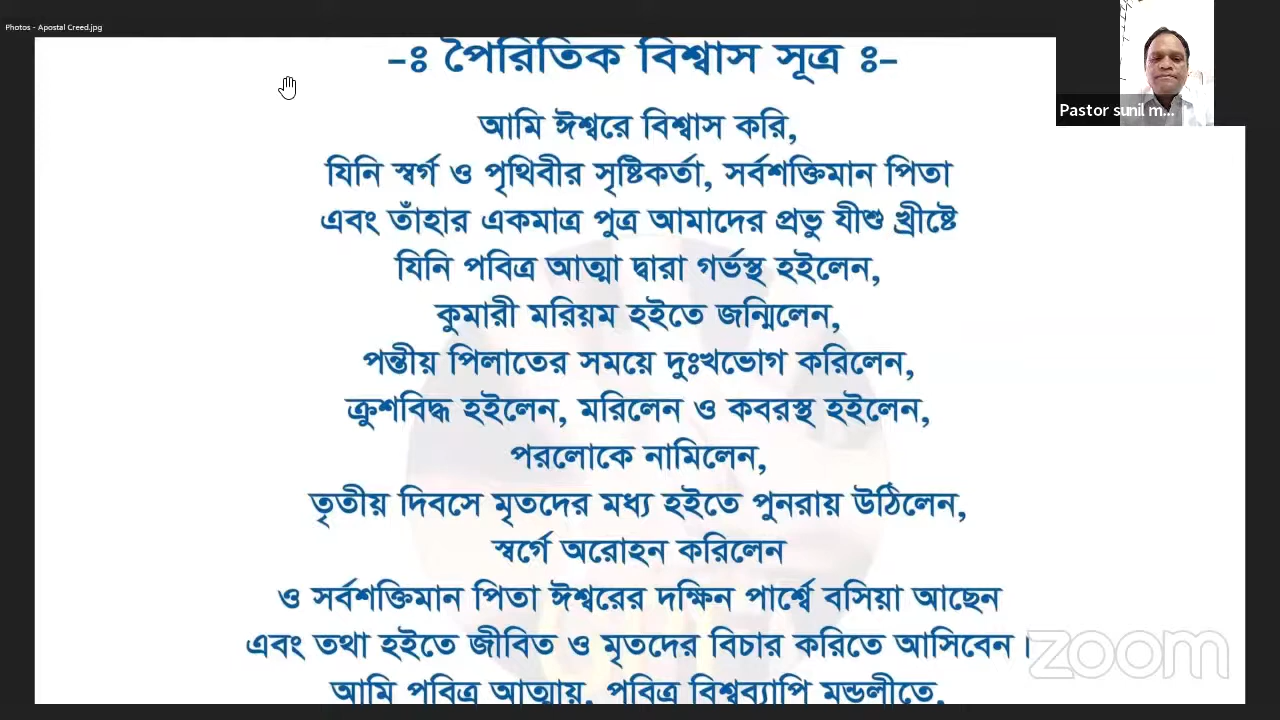 Photos - Apostal Creed.jpg
-ঃ পৈরিতিক বিশ্বাস সূত্র ঃ-
আমি ঈশ্বরে বিশ্বাস করি,
যিনি স্বর্গ ও পৃথিবীর সৃষ্টিকর্তা, সর্বশক্তিমান পিতা
এবং তাঁহার একমাত্র পুত্র আমাদের প্রভু যীশু খ্রীষ্টে
যিনি পবিত্র আত্মা দ্বারা গর্ভস্থ হইলেন,
কুমারী মরিয়ম হইতে জন্মিলেন,
পন্তীয় পিলাতের সময়ে দুঃখভোগ করিলেন,
ক্রুশবিদ্ধ হইলেন, মরিলেন ও কবরস্থ হইলেন,
পরলোকে নামিলেন,
তৃতীয় দিবসে মৃতদের মধ্য হইতে পুনরায় উঠিলেন,
স্বর্গে অরোহন করিলেন
ও সর্বশক্তিমান পিতা ঈশ্বরের দক্ষিন পার্শ্বে বসিয়া আছেন
এবং তথা হইতে জীবিত ও মৃতদের বিচার করিতে আসিবেন।
আমি পবিত্র আত্মায়, পবিত্র বিশ্বব্যাপি মন্ডলীতে,
Pastor sunil m...
zoom